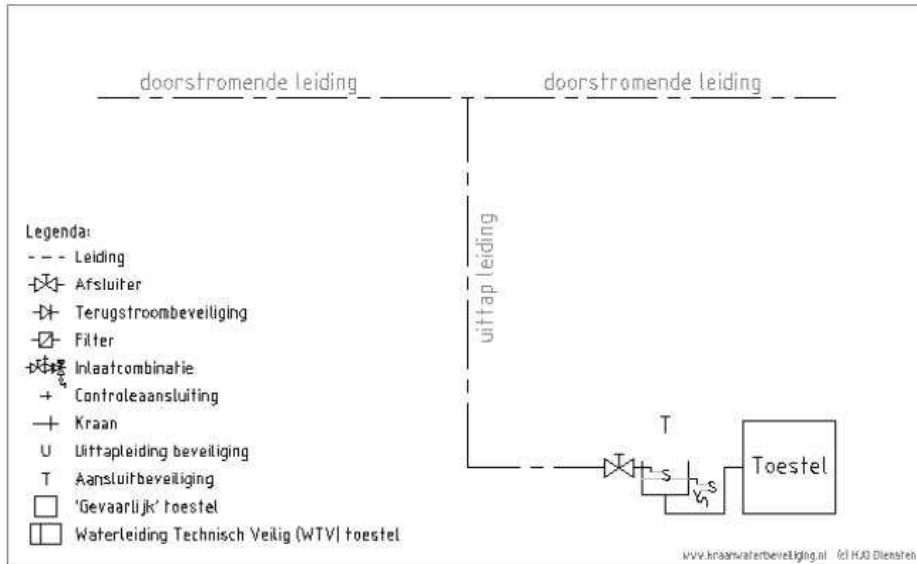 doorstromende leiding
doorstromende leiding
uittap leiding
Legenda:
Leiding
Afsluiter
Terugstroombeveiliging
Filter
Inlaatcombinatie
Controleaansluiting
Kraan
U Uittapleiding beveiliging
T Aansluitbeveiliging
'Gevaarlijk' toestel
Waterleiding Technisch Veilig (WTV) toestel
T
S
S
Toestel
www.kraanwaterbeveiliging.nl (c) HJG Diensten